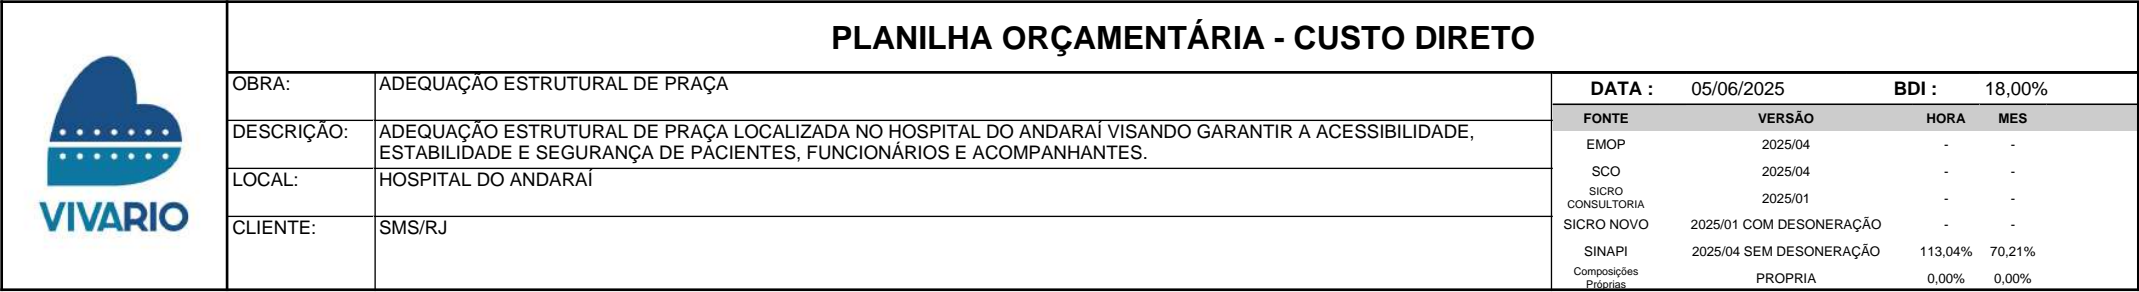 PLANILHA ORÇAMENTÁRIA - CUSTO DIRETO
VIVARIO
OBRA: ADEQUAÇÃO ESTRUTURAL DE PRAÇA
DESCRIÇÃO: ADEQUAÇÃO ESTRUTURAL DE PRAÇA LOCALIZADA NO HOSPITAL DO ANDARAÍ VISANDO GARANTIR A ACESSIBILIDADE,
ESTABILIDADE E SEGURANÇA DE PACIENTES, FUNCIONÁRIOS E ACOMPANHANTES.
LOCAL: HOSPITAL DO ANDARAÍ
CLIENTE: SMS/RJ
DATA : 05/06/2025 BDI : 18,00%
FONTE VERSÃO HORA MES
EMOP 2025/04 - -
SCO 2025/04 - -
SICRO
CONSULTORIA 2025/01 - -
SICRO NOVO 2025/01 COM DESONERAÇÃO - -
SINAPI 2025/04 SEM DESONERAÇÃO 113,04% 70,21%
Composições
Próprias PROPRIA 0,00% 0,00%